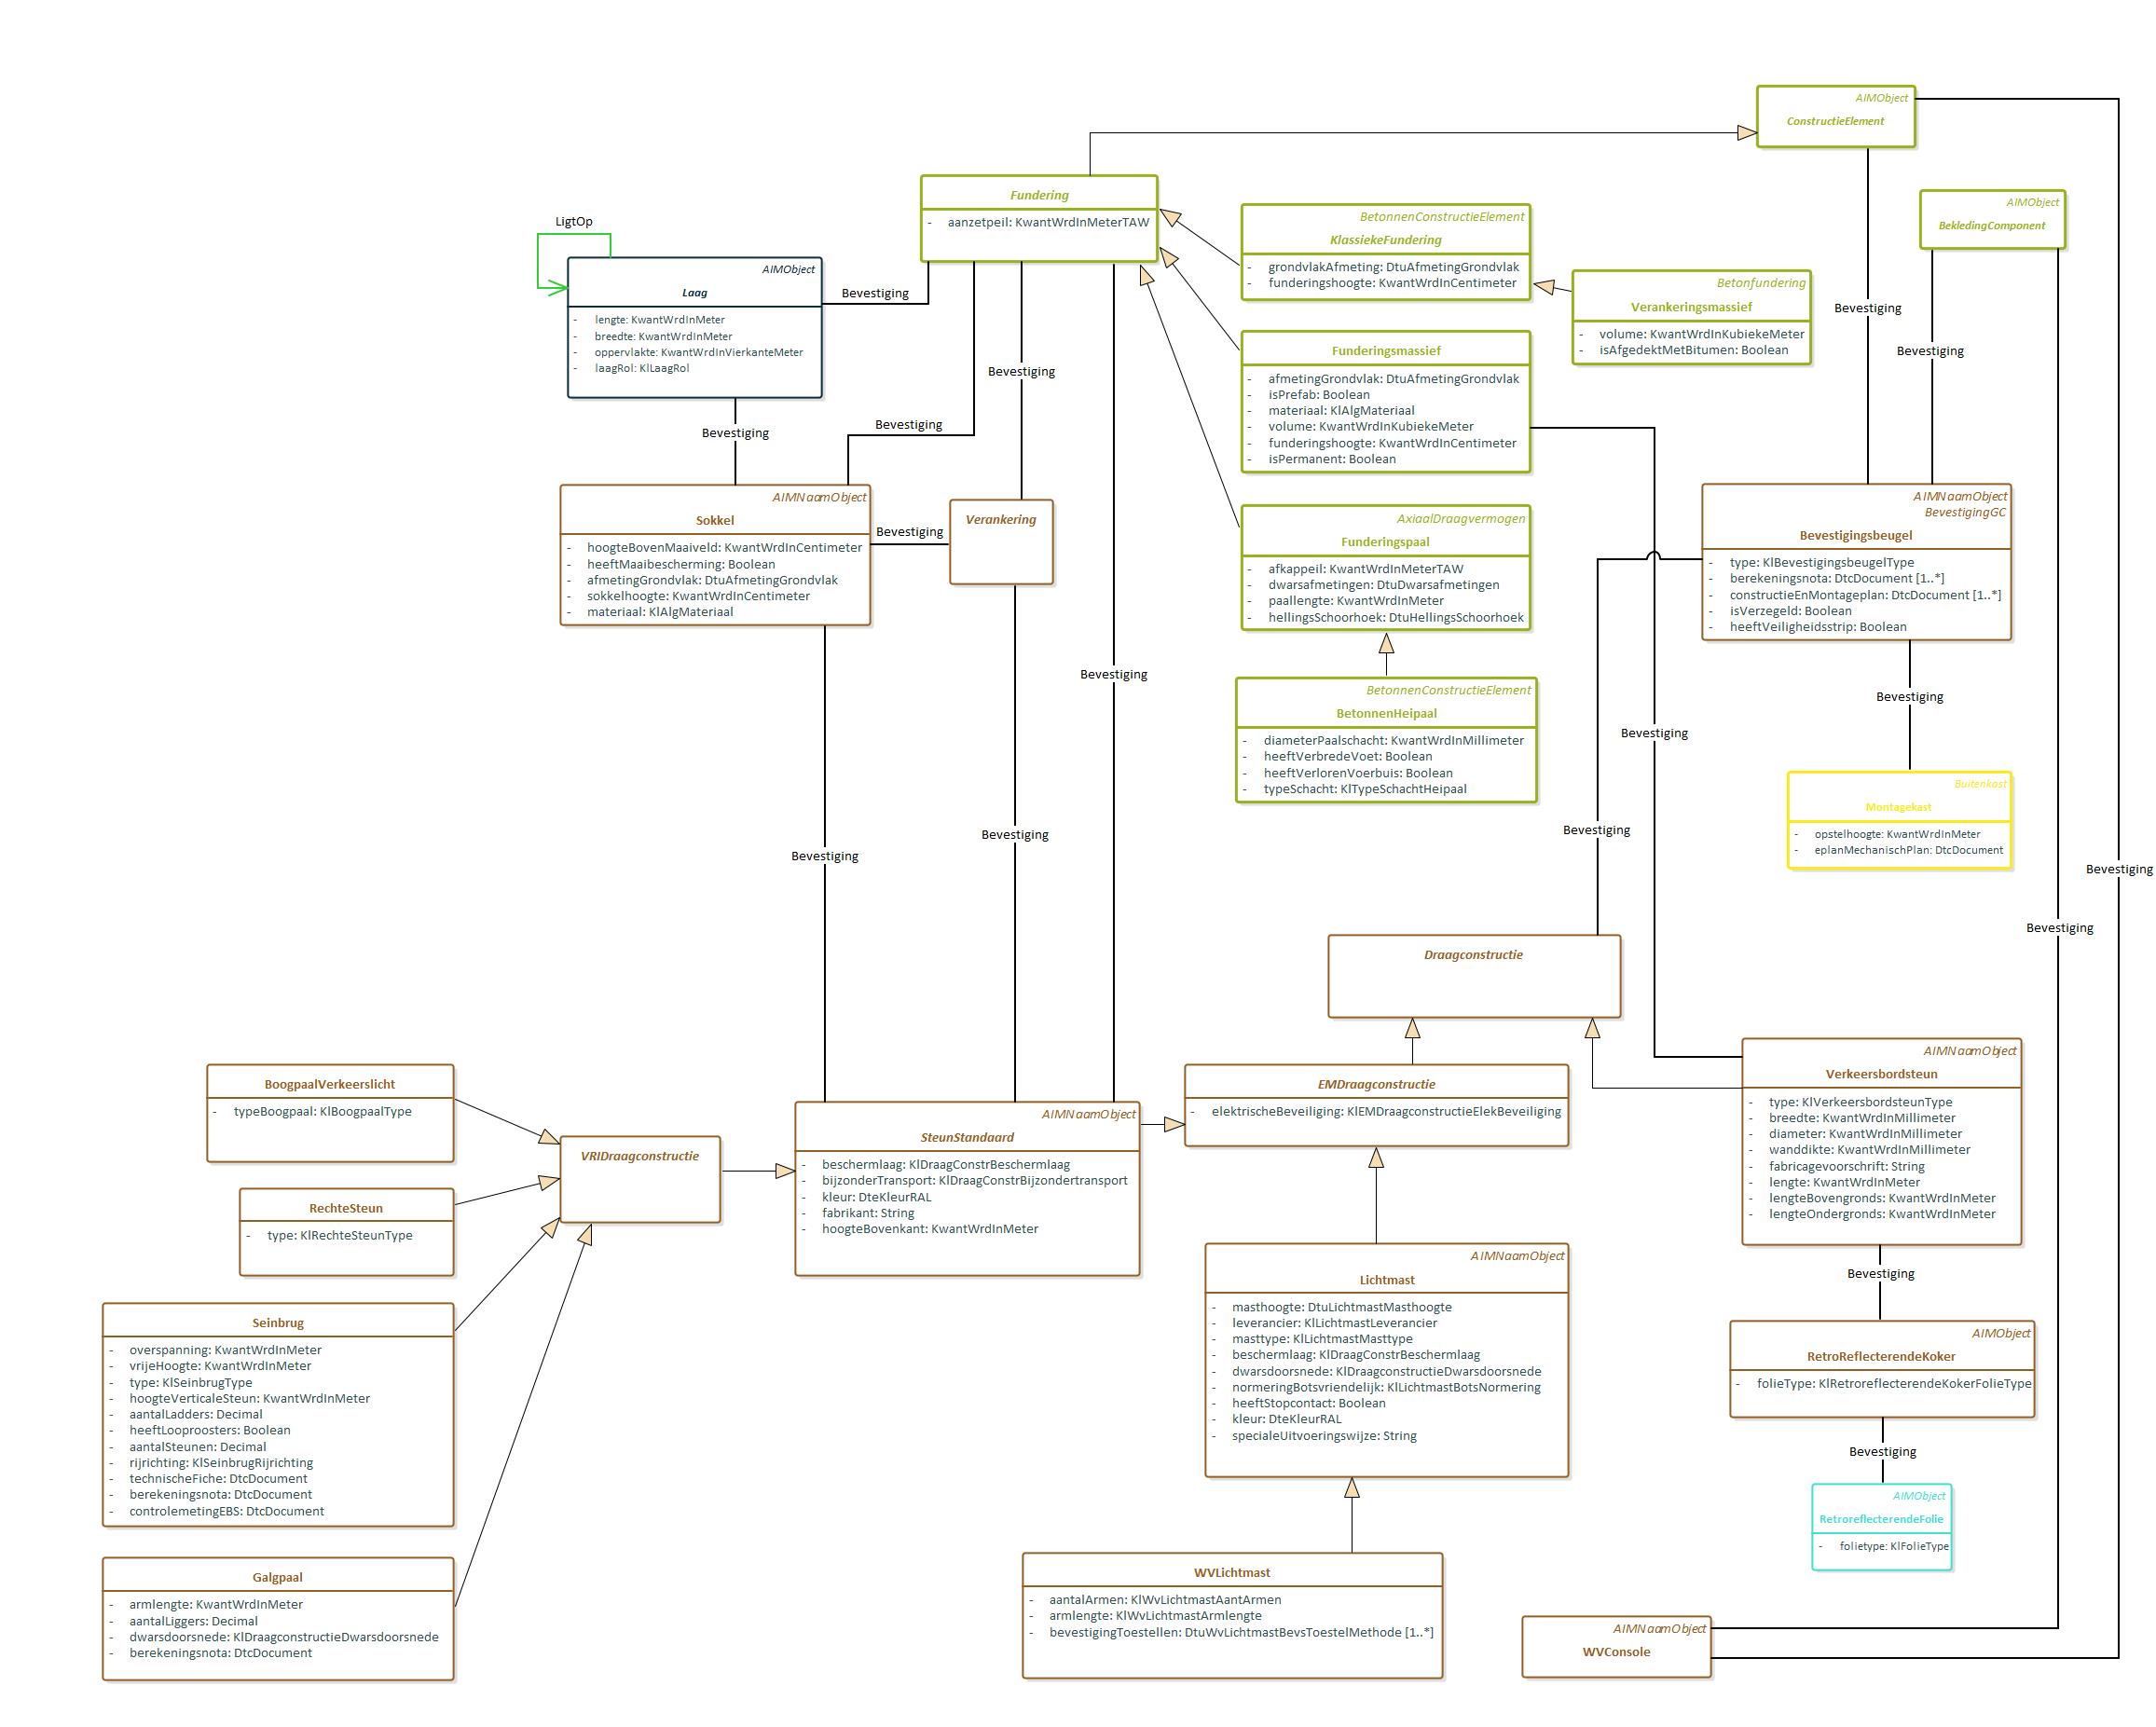 AIMObject
ConstructieElement
Fundering
- aanzetpeil: KwantWrdInMeterTAW
AIMObject
BekledingComponent
BetonnenConstructieElement
KlassiekeFundering
- grondvlakAfmeting: DtuAfmetingGrondvlak
- funderingshoogte: KwantWrdInCentimeter
LigtOp
AIMObject
Laag
- lengte: KwantWrdInMeter
- breedte: KwantWrdInMeter
- oppervlakte: KwantWrdInVierkanteMeter
- laagRol: KlLaagRol
Bevestiging
Betonfundering
Verankeringsmassief
- volume: KwantWrdInKubiekeMeter
- isAfgedektMetBitumen: Boolean
Bevestiging
Bevestiging
Funderingsmassief
- afmetingGrondvlak: DtuAfmetingGrondvlak
- isPrefab: Boolean
- materiaal: KlAlgMateriaal
- volume: KwantWrdInKubiekeMeter
- funderingshoogte: KwantWrdInCentimeter
- isPermanent: Boolean
Bevestiging
Bevestiging
Bevestiging
AIMNaamObject
Sokkel
- hoogteBovenMaaiveld: KwantWrdInCentimeter
- heeftMaaibescherming: Boolean
- afmetingGrondvlak: DtuAfmetingGrondvlak
- sokkelhoogte: KwantWrdInCentimeter
- materiaal: KlAlgMateriaal
Bevestiging
Verankering
AxiaalDraagvermogen
Funderingspaal
- afkappeil: KwantWrdInMeterTAW
- dwarsafmetingen: DtuDwarsafmetingen
- paallengte: KwantWrdInMeter
- hellingsSchoorhoek: DtuHellingsSchoorhoek
AIMNaamObject
BevestigingGC
Bevestigingsbeugel
- type: KlBevestigingsbeugelType
- berekeningsnota: DtcDocument [1..*]
- constructieEnMontageplan: DtcDocument [1..*]
- isVerzegeld: Boolean
- heeftVeiligheidsstrip: Boolean
Bevestiging
BetonnenConstructieElement
BetonnenHeipaal
- diameterPaalschacht: KwantWrdInMillimeter
- heeftVerbredeVoet: Boolean
- heeftVerlorenVoerbuis: Boolean
- typeSchacht: KlTypeSchachtHeipaal
Bevestiging
Bevestiging
Buitenkast
Montagekast
- opstelhoogte: KwantWrdInMeter
- eplanMechanischPlan: DtcDocument
Bevestiging
Bevestiging
Bevestiging
Bevestiging
Bevestiging
Draagconstructie
BoogpaalVerkeerslicht
- typeBoogpaal: KlBoogpaalType
EMDraagconstructie
- elektrischeBeveiliging: KlEMDraagconstructieElekBeveiliging
AIMNaamObject
Verkeersbordsteun
- type: KlVerkeersbordsteunType
- breedte: KwantWrdInMillimeter
- diameter: KwantWrdInMillimeter
- wanddikte: KwantWrdInMillimeter
- fabricagevoorschrift: String
- lengte: KwantWrdInMeter
- lengteBovengronds: KwantWrdInMeter
- lengteOndergronds: KwantWrdInMeter
VRIDraagconstructie
AIMNaamObject
SteunStandaard
- beschermlaag: KlDraagConstrBeschermlaag
- bijzonderTransport: KlDraagConstrBijzondertransport
- kleur: DteKleurRAL
- fabrikant: String
- hoogteBovenkant: KwantWrdInMeter
RechteSteun
- type: KlRechteSteunType
AIMNaamObject
Lichtmast
- masthoogte: DtuLichtmastMasthoogte
- leverancier: KlLichtmastLeverancier
- masttype: KlLichtmastMasttype
- beschermlaag: KlDraagConstrBeschermlaag
- dwarsdoorsnede: KlDraagconstructieDwarsdoorsnede
- normeringBotsvriendelijk: KlLichtmastBotsNormering
- heeftStopcontact: Boolean
- kleur: DteKleurRAL
- specialeUitvoeringswijze: String
Bevestiging
Seinbrug
- overspanning: KwantWrdInMeter
- vrijeHoogte: KwantWrdInMeter
- type: KlSeinbrugType
- hoogteVerticaleSteun: KwantWrdInMeter
- aantalLadders: Decimal
- heeftLooproosters: Boolean
- aantalSteunen: Decimal
- rijrichting: KlSeinbrugRijrichting
- technischeFiche: DtcDocument
- berekeningsnota: DtcDocument
- controlemetingEBS: DtcDocument
AIMObject
RetroReflecterendeKoker
- folieType: KlRetroreflecterendeKokerFolieType
Bevestiging
AIMObject
RetroreflecterendeFolie
- folietype: KlFolieType
Galgpaal
- armlengte: KwantWrdInMeter
- aantalLiggers: Decimal
- dwarsdoorsnede: KlDraagconstructieDwarsdoorsnede
- berekeningsnota: DtcDocument
WVLichtmast
- aantalArmen: KlWvLichtmastAantArmen
- armlengte: KlWvLichtmastArmlengte
- bevestigingToestellen: DtuWvLichtmastBevsToestelMethode [1..*]
AIMNaamObject
WVConsole